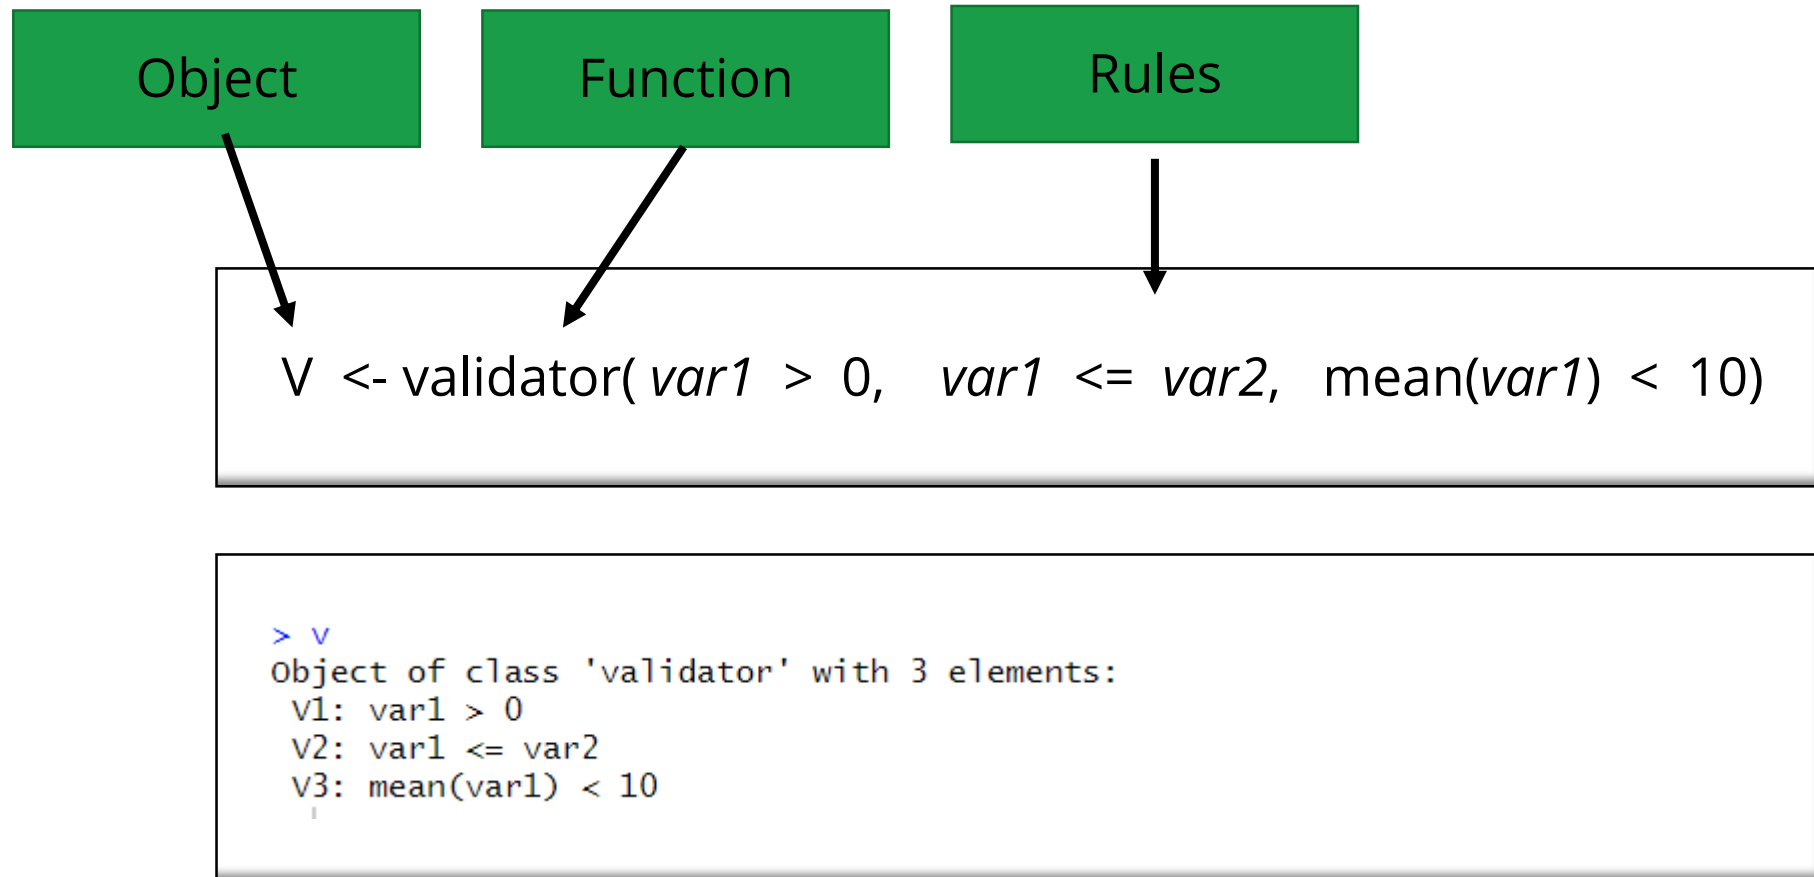 Object
Function
Rules
V <- validator( var1 > 0, var1 <= var2, mean(var1) < 10)
> v
Object of class 'validator' with 3 elements:
V1: var1 > 0
V2: var1 <= var2
V3: mean(var1) < 10